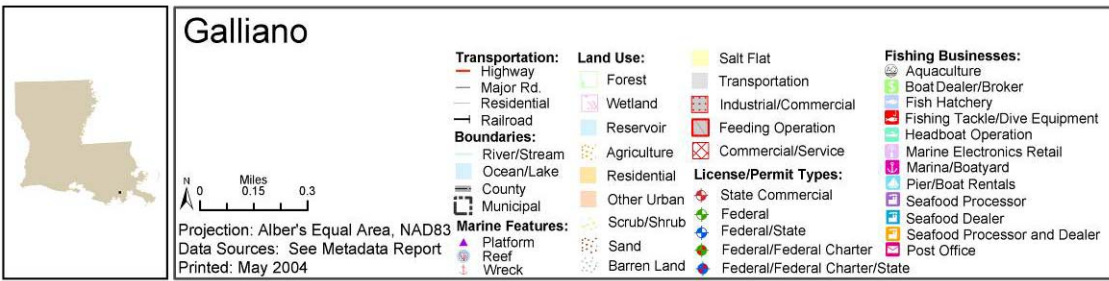 Galliano
N
Miles
0 0.15 0.3
Projection: Alber's Equal Area, NAD83
Data Sources: See Metadata Report
Printed: May 2004
Transportation:
Highway
Major Rd.
Residential
Railroad
Boundaries:
River/Stream
Ocean/Lake
County
Municipal
Marine Features:
Platform
Reef
Wreck
Land Use:
Forest
Wetland
Reservoir
Agriculture
Residential
Other Urban
Scrub/Shrub
Sand
Barren Land
Salt Flat
Transportation
Industrial/Commercial
Feeding Operation
Commercial/Service
License/Permit Types:
State Commercial
Federal
Federal/State
Federal/Federal Charter
Federal/Federal Charter/State
Fishing Businesses:
Aquaculture
Boat Dealer/Broker
Fish Hatchery
Fishing Tackle/Dive Equipment
Headboat Operation
Marine Electronics Retail
Marina/Boatyard
Pier/Boat Rentals
Seafood Processor
Seafood Dealer
Seafood Processor and Dealer
Post Office